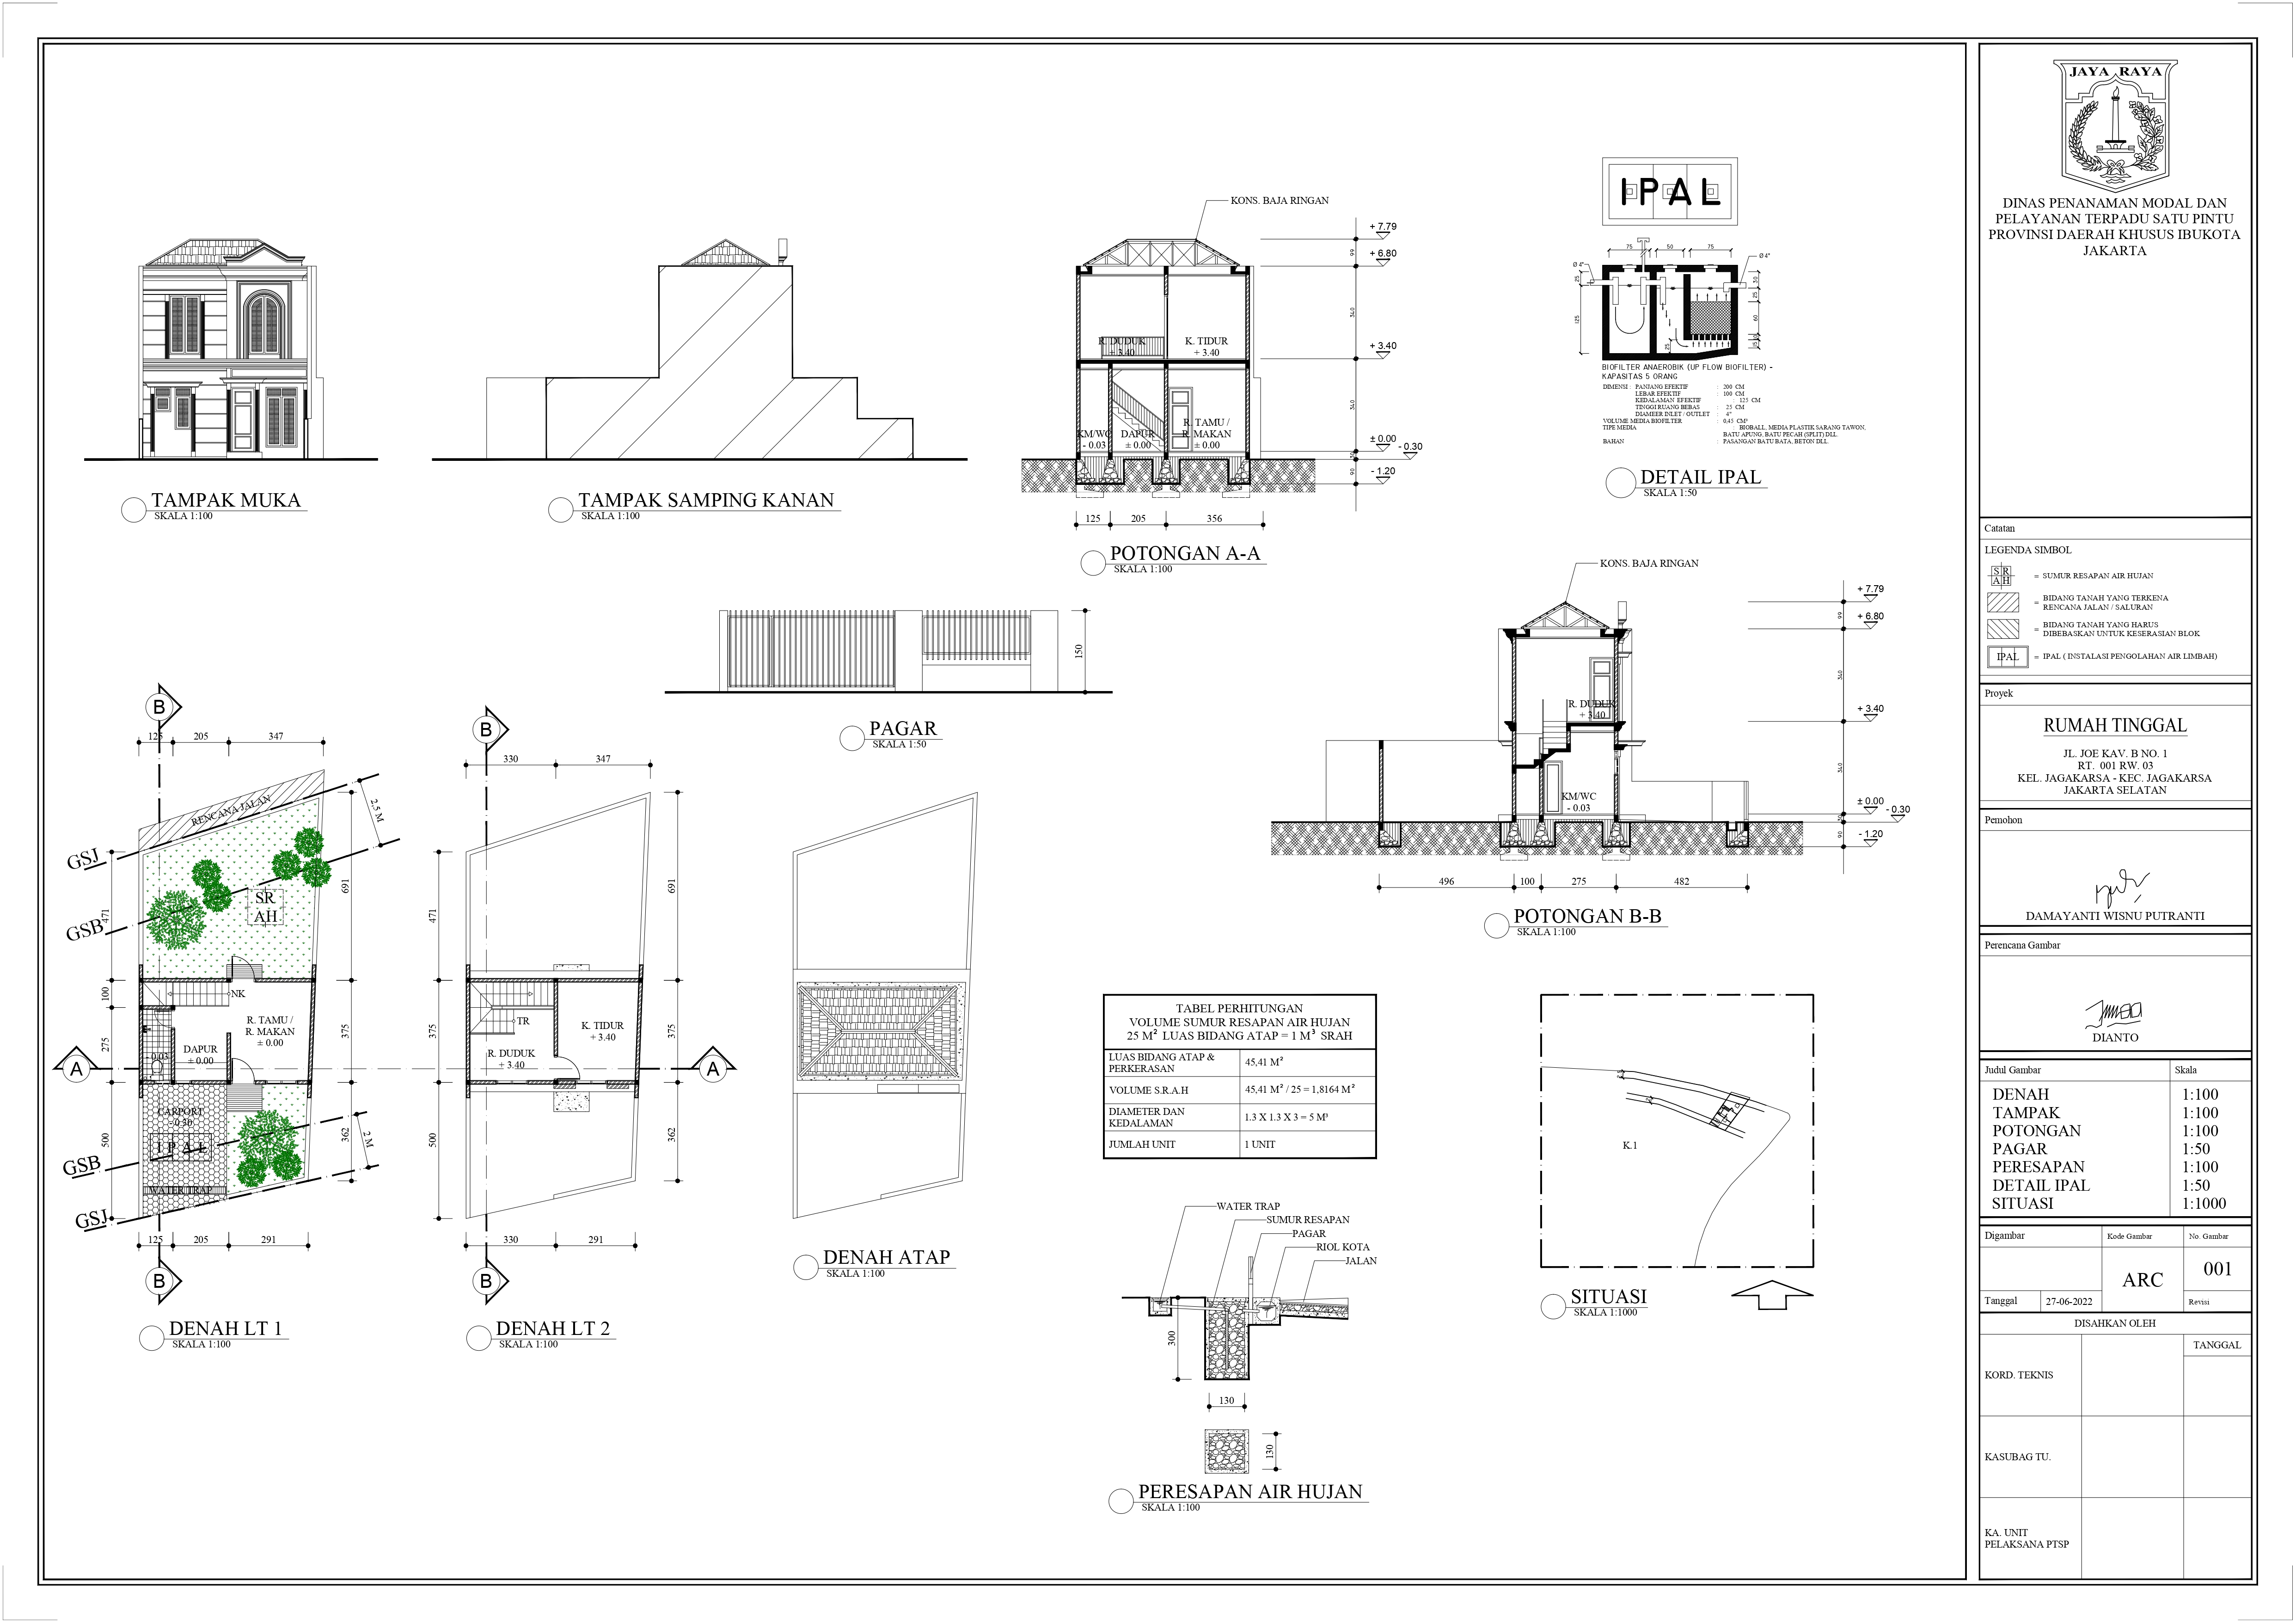 TAMPAK MUKA
SKALA 1:100
TAMPAK SAMPING KANAN
SKALA 1:100
KONS. BAJA RINGAN
+ 7.79
+ 6.80
+ 3.40
± 0.00
- 0.30
- 1.20
99
340
340
30
90
R. DUDUK
+ 3.40
K. TIDUR
+ 3.40
KM/WC
- 0.03
DAPUR
± 0.00
R. TAMU /
R. MAKAN
± 0.00
125 205 356
POTONGAN A-A
SKALA 1:100
IPAL
75 50 75
Ø 4"
Ø 4"
25
125
25
30
25
60
BIOFILTER ANAEROBIK (UP FLOW BIOFILTER) -
KAPASITAS 5 ORANG
DIMENSI : PANJANG EFEKTIF : 200 CM
LEBAR EFEKTIF : 100 CM
KEDALAMAN EFEKTIF : 125 CM
TINGGI RUANG BEBAS : 25 CM
DIAMEER INLET / OUTLET : 4"
VOLUME MEDIA BIOFILTER : 0,45 CM³
TIPE MEDIA BIOBALL, MEDIA PLASTIK SARANG TAWON,
BATU APUNG, BATU PECAH (SPLIT) DLL
BAHAN : PASANGAN BATU BATA, BETON DLL.
DETAIL IPAL
SKALA 1:50
150
PAGAR
SKALA 1:50
KONS. BAJA RINGAN
+ 7.79
+ 6.80
+ 3.40
± 0.00
- 0.30
- 1.20
99
340
340
30
90
R. DUDUK
+ 3.40
KM/WC
- 0.03
496 100 275 482
POTONGAN B-B
SKALA 1:100
B
125 205 347
RENCANA JALAN
2,5 M
GSJ
GSB
471
691
SR
AH
100
NK
R. TAMU /
R. MAKAN
± 0.00
DAPUR
± 0.00
- 0.03
275
375
A
CARPORT
- 0.30
IPAL
500
362
2 M
GSB
WATER TRAP
GSJ
125 205 291
B
DENAH LT 1
SKALA 1:100
B
330 347
471
691
TR
K. TIDUR
+ 3.40
R. DUDUK
+ 3.40
375
375
A
500
362
330 291
B
DENAH LT 2
SKALA 1:100
DENAH ATAP
SKALA 1:100
TABEL PERHITUNGAN
VOLUME SUMUR RESAPAN AIR HUJAN
25 M² LUAS BIDANG ATAP = 1 M³ SRAH
LUAS BIDANG ATAP &
PERKERASAN
45,41 M²
VOLUME S.R.A.H 45,41 M² / 25 = 1,8164 M²
DIAMETER DAN
KEDALAMAN
1.3 X 1.3 X 3 = 5 M³
JUMLAH UNIT 1 UNIT
WATER TRAP
SUMUR RESAPAN
PAGAR
RIOL KOTA
JALAN
300
130
130
PERESAPAN AIR HUJAN
SKALA 1:100
K.1
SITUASI
SKALA 1:1000
JAYA RAYA
DINAS PENANAMAN MODAL DAN
PELAYANAN TERPADU SATU PINTU
PROVINSI DAERAH KHUSUS IBUKOTA
JAKARTA
Catatan
LEGENDA SIMBOL
SR
AH
= SUMUR RESAPAN AIR HUJAN
= BIDANG TANAH YANG TERKENA
RENCANA JALAN / SALURAN
= BIDANG TANAH YANG HARUS
DIBEBASKAN UNTUK KESERASIAN BLOK
IPAL = IPAL ( INSTALASI PENGOLAHAN AIR LIMBAH)
Proyek
RUMAH TINGGAL
JL. JOE KAV. B NO. 1
RT. 001 RW. 03
KEL. JAGAKARSA - KEC. JAGAKARSA
JAKARTA SELATAN
Pemohon
DAMAYANTI WISNU PUTRANTI
Perencana Gambar
DIANTO
Judul Gambar Skala
DENAH 1:100
TAMPAK 1:100
POTONGAN 1:100
PAGAR 1:50
PERESAPAN 1:100
DETAIL IPAL 1:50
SITUASI 1:1000
Digambar Kode Gambar No. Gambar
ARC 001
Tanggal 27-06-2022 Revisi
DISAHKAN OLEH
TANGGAL
KORD. TEKNIS
KASUBAG TU.
KA. UNIT
PELAKSANA PTSP